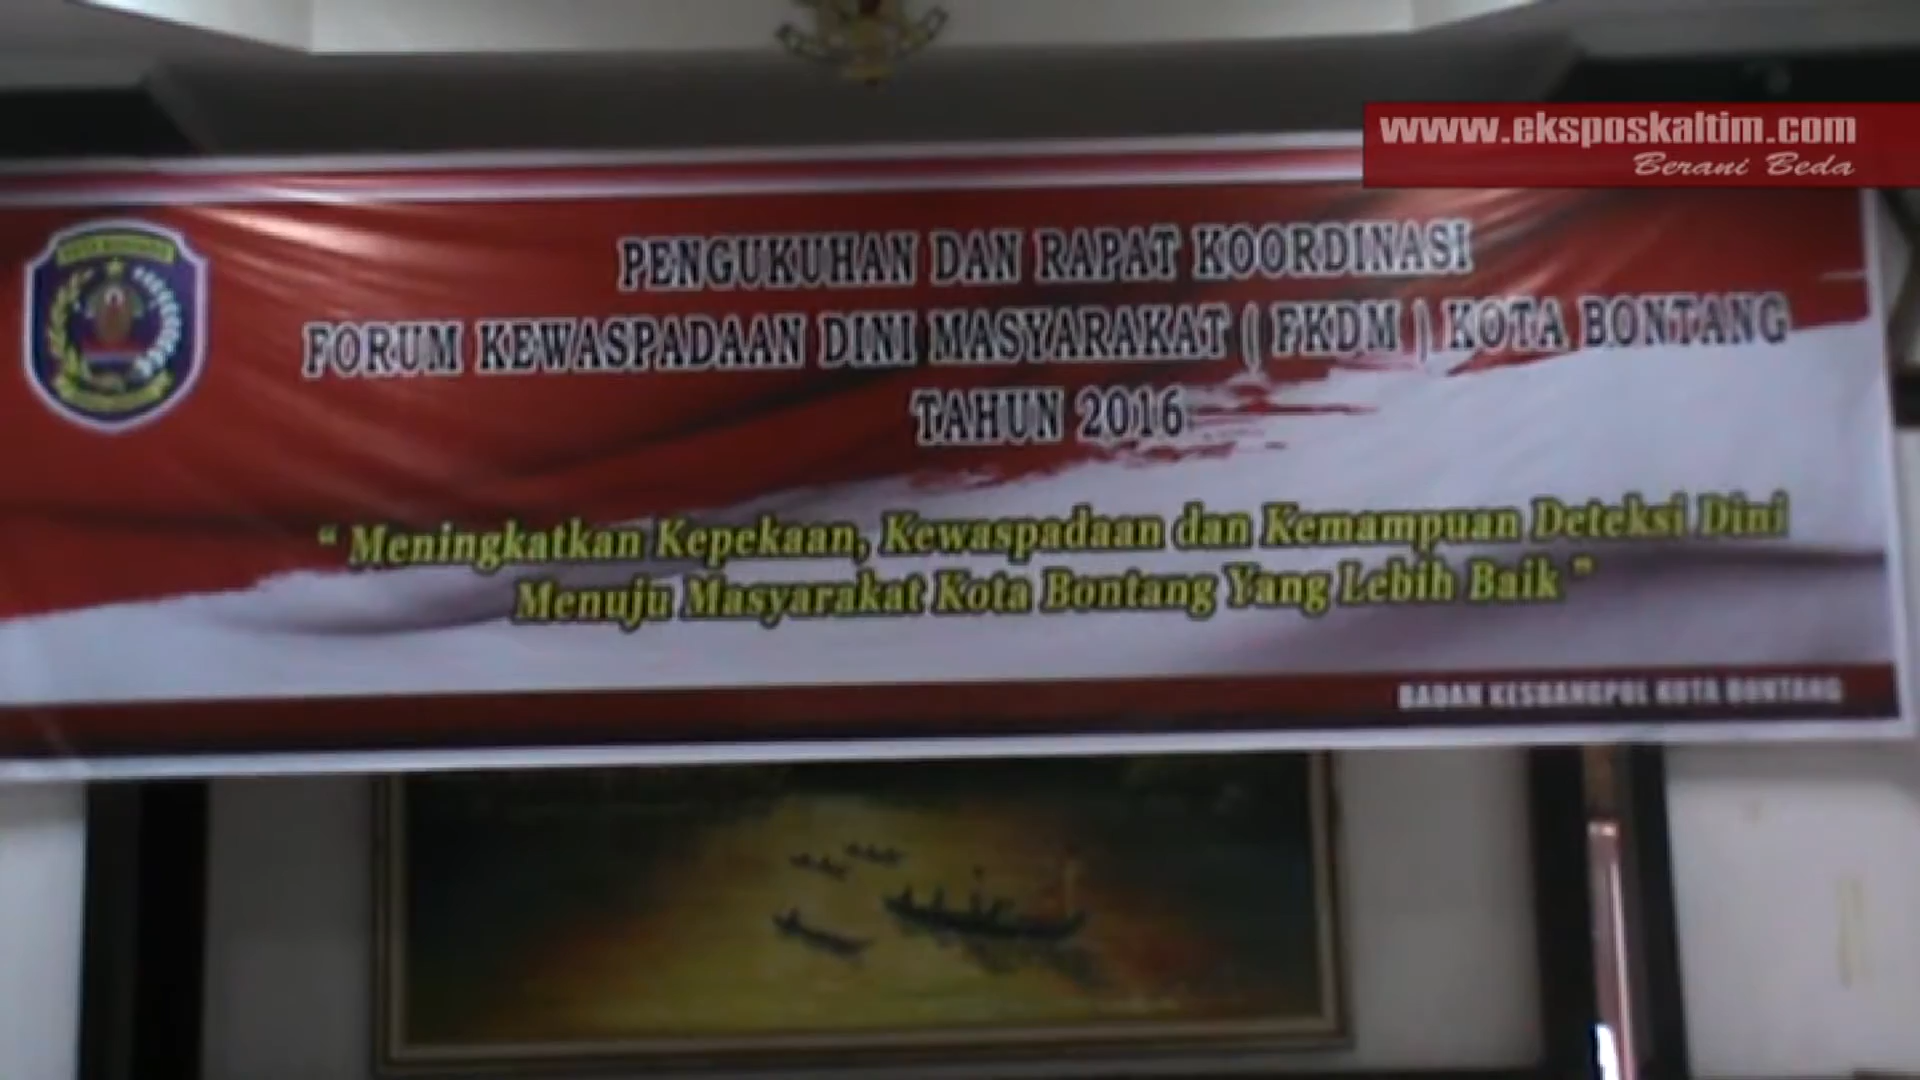 www.eksposkaltim.com
Berani Beda
PENGUKUHAN DAN RAPAT KOORDINASI
FORUM KEWASPADAAN DINI MASYARAKAT ( FKDM ) KOTA BONTANG
TAHUN 2016
“ Meningkatkan Kepekaan, Kewaspadaan dan Kemampuan Deteksi Dini
Menuju Masyarakat Kota Bontang Yang Lebih Baik ”
BADAN KESBANGPOL KOTA BONTANG